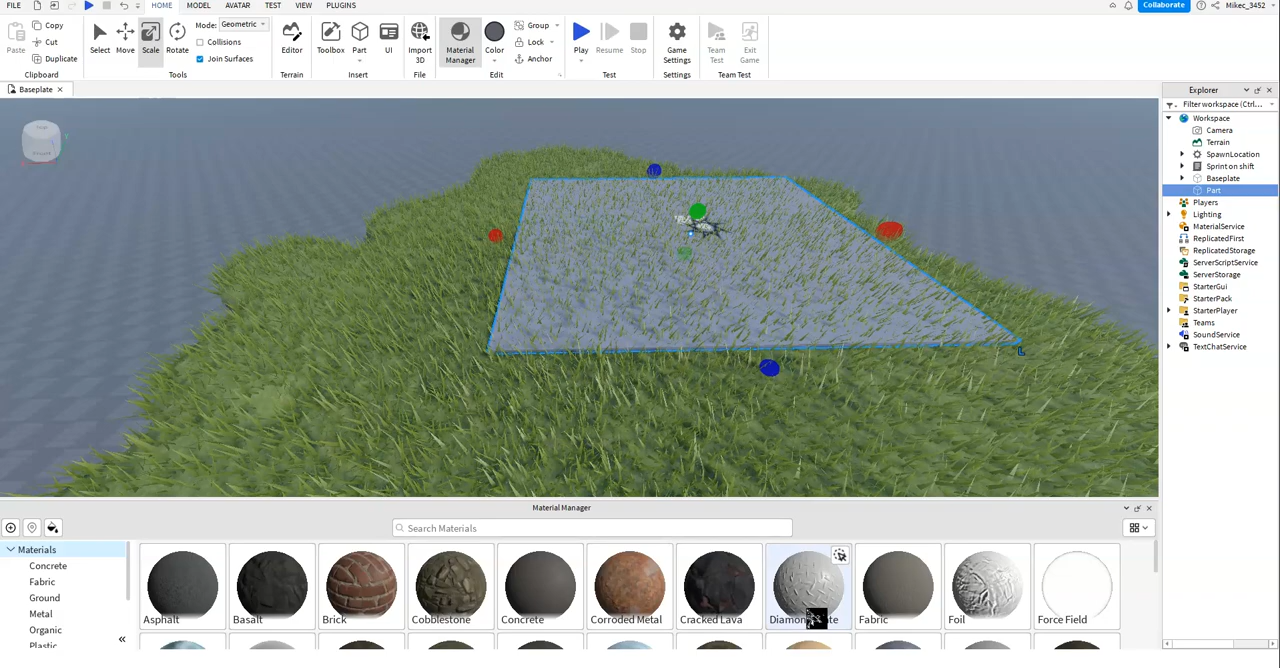 FILE HOME MODEL AVATAR TEST VIEW PLUGINS Collaborate Mikec_3452
Paste Copy Cut Duplicate Clipboard
Select Move Scale Rotate Mode: Geometric Collisions Join Surfaces Tools
Editor Terrain
Toolbox Part UI Insert
Import 3D File
Material Manager Color Group Lock Anchor Edit
Play Resume Stop Test
Game Settings Settings
Team Test Exit Game Team Test
Baseplate
Explorer
Filter workspace (Ctrl...
Workspace
Camera
Terrain
SpawnLocation
Sprint on shift
Baseplate
Part
Players
Lighting
MaterialService
ReplicatedFirst
ReplicatedStorage
ServerScriptService
ServerStorage
StarterGui
StarterPack
StarterPlayer
Teams
SoundService
TextChatService
Material Manager
Search Materials
Materials
Concrete
Fabric
Ground
Metal
Organic
Plastic
Asphalt Basalt Brick Cobblestone Concrete Corroded Metal Cracked Lava Fabric Foil Force Field